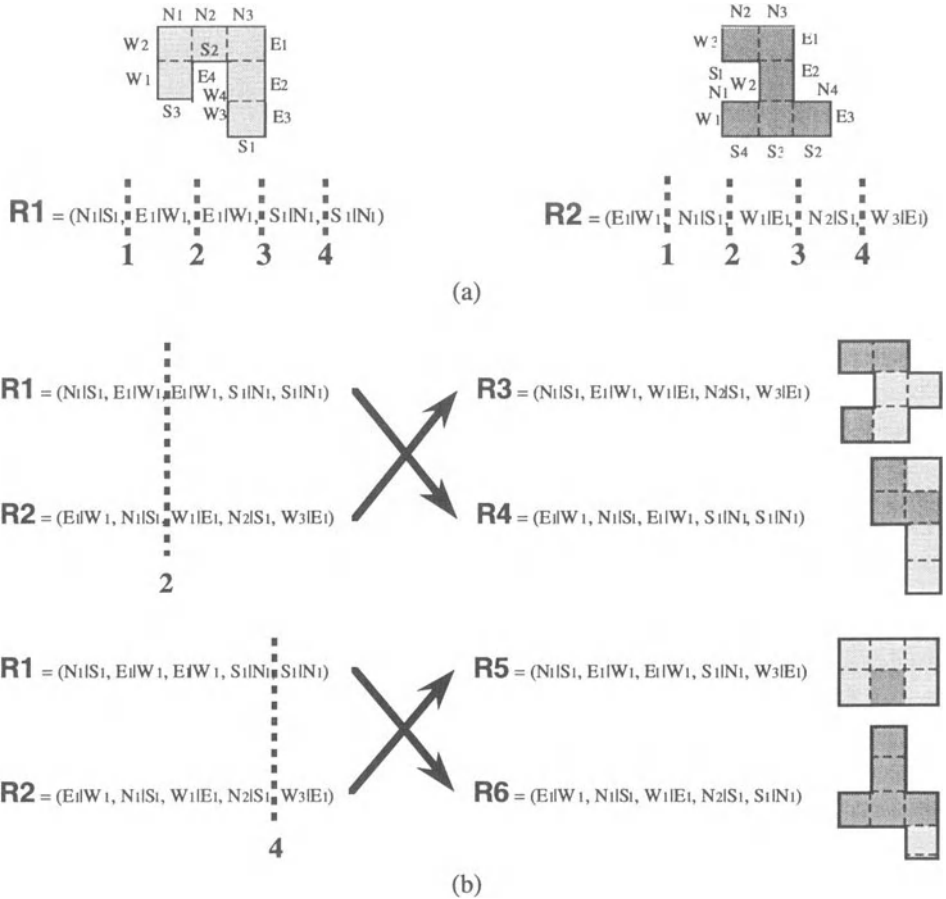 N1 N2 N3
W2 S2 E1
W1 E4 W4 E2
S3 W3 E3
S1
N2 N3
W3 E1
S1 W2 E2
N1 N4
W1 E3
S4 S3 S2
R1 = (N1|S1, E1|W1, E1|W1, S1|N1, S1|N1)
1 2 3 4
R2 = (E1|W1, N1|S1, W1|E1, N2|S1, W3|E1)
1 2 3 4
(a)
R1 = (N1|S1, E1|W1, E1|W1, S1|N1, S1|N1)
R3 = (N1|S1, E1|W1, W1|E1, N2|S1, W3|E1)
R2 = (E1|W1, N1|S1, W1|E1, N2|S1, W3|E1)
R4 = (E1|W1, N1|S1, E1|W1, S1|N1, S1|N1)
2
R1 = (N1|S1, E1|W1, E1|W1, S1|N1, S1|N1)
R5 = (N1|S1, E1|W1, E1|W1, S1|N1, W3|E1)
R2 = (E1|W1, N1|S1, W1|E1, N2|S1, W3|E1)
R6 = (E1|W1, N1|S1, W1|E1, N2|S1, S1|N1)
4
(b)